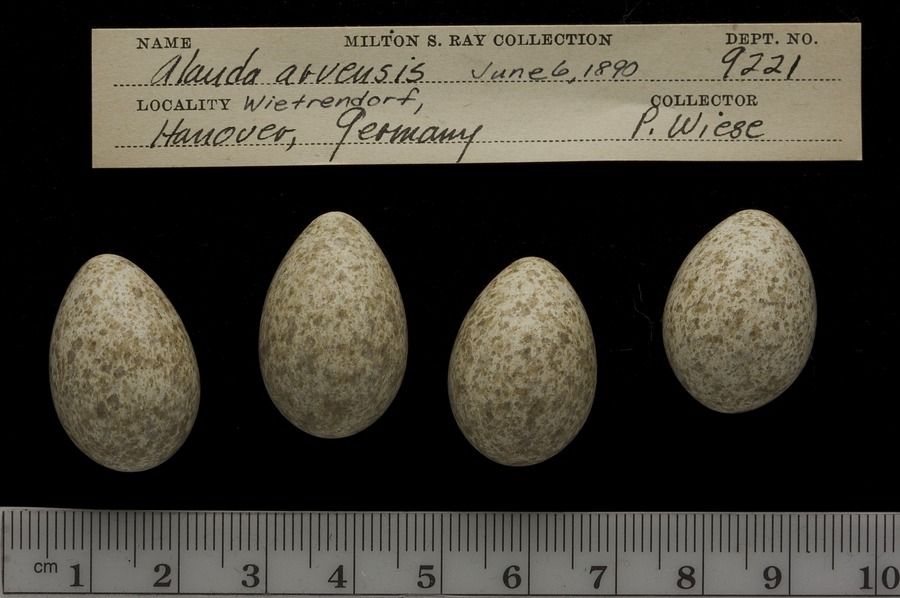 NAME MILTON S. RAY COLLECTION DEPT. NO.
Alauda arvensis June 6, 1890 9221
LOCALITY Wietrendorf, COLLECTOR
Hanover, Germany P. Wiese
cm 1 2 3 4 5 6 7 8 9 10